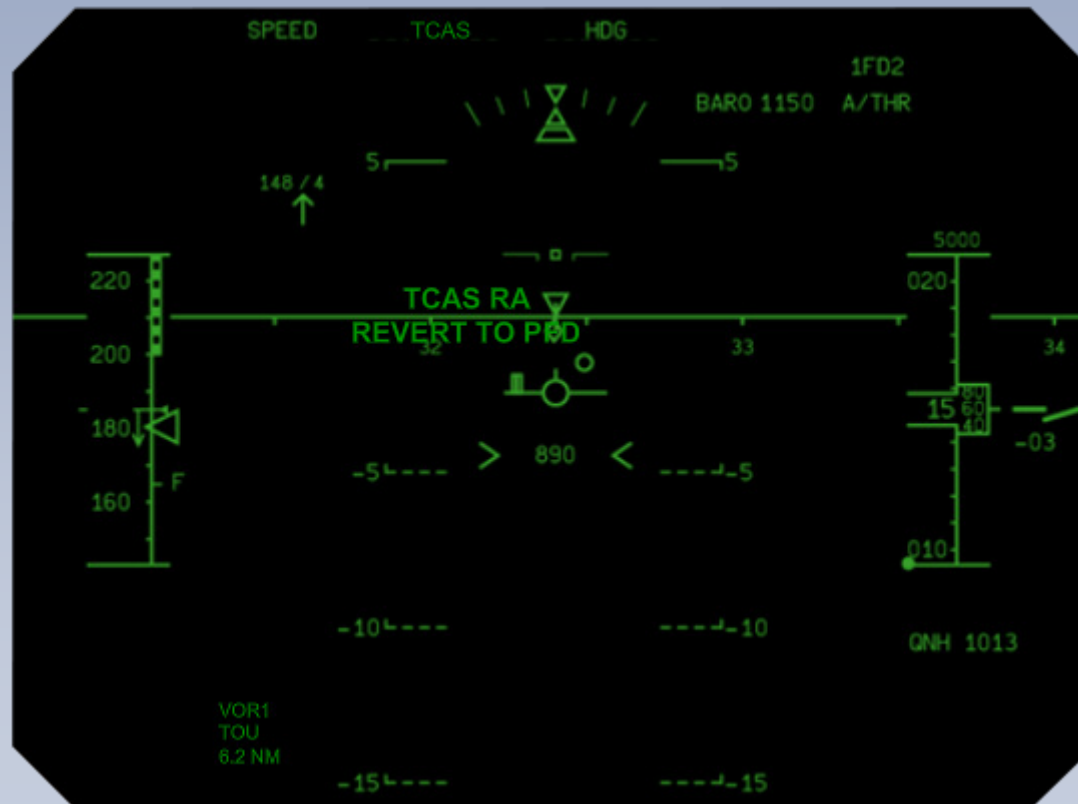 SPEED TCAS HDG
1FD2
BARO 1150 A/THR
5 5
148 / 4
5000
220 020
TCAS RA
REVERT TO PFD
32 33 34
200
80
15 60
40
180
-03
890
-5 -5
F
160
010
-10 -10
QNH 1013
VOR1
TOU
6.2 NM
-15 -15